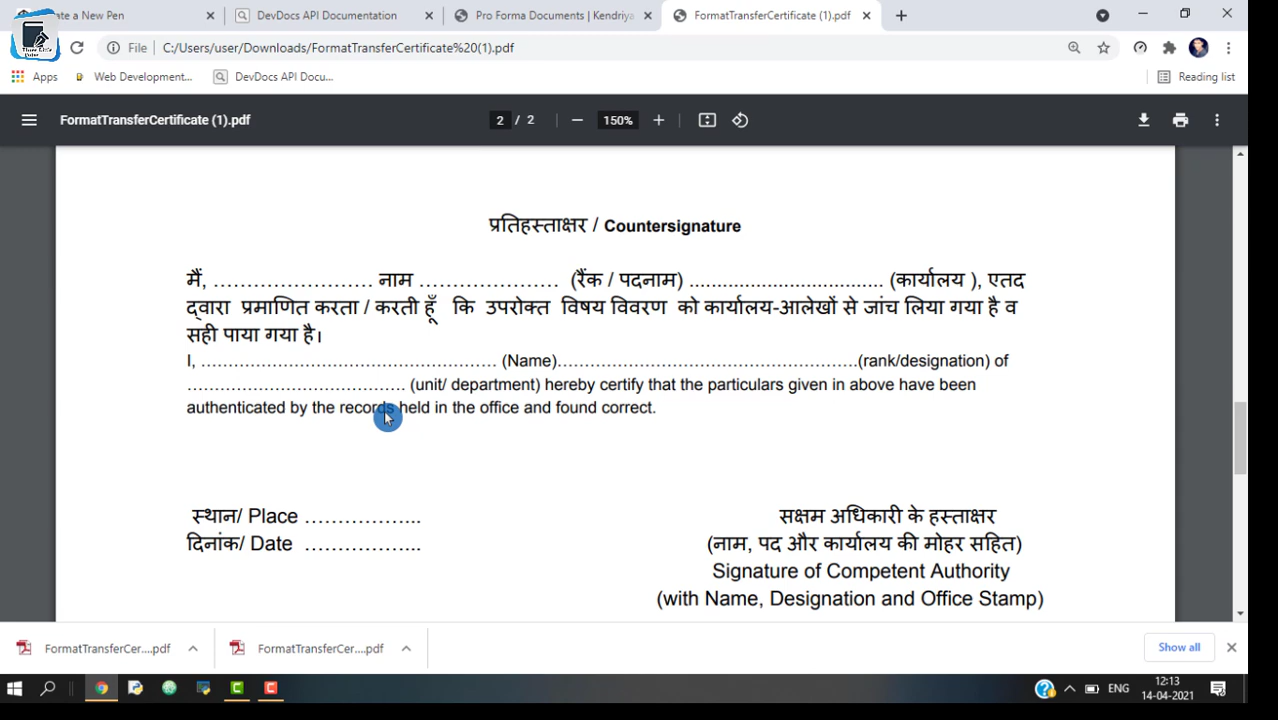 ate a New Pen
DevDocs API Documentation
Pro Forma Documents | Kendriya
FormatTransferCertificate (1).pdf
File
C:/Users/user/Downloads/FormatTransferCertificate%20(1).pdf
Apps
Web Development...
DevDocs API Docu...
Reading list
FormatTransferCertificate (1).pdf
2 / 2
150%
प्रतिहस्ताक्षर / Countersignature
मैं, …………………… नाम ………………… (रैंक / पदनाम) .................................... (कार्यालय ), एतद
द्वारा प्रमाणित करता / करती हूँ कि उपरोक्त विषय विवरण को कार्यालय-आलेखों से जांच लिया गया है व
सही पाया गया है।
I, ………………………………………………… (Name)…………………………………………………..(rank/designation) of
…………………………………. (unit/ department) hereby certify that the particulars given in above have been
authenticated by the records held in the office and found correct.
स्थान/ Place ……………...
दिनांक/ Date ……………...
सक्षम अधिकारी के हस्ताक्षर
(नाम, पद और कार्यालय की मोहर सहित)
Signature of Competent Authority
(with Name, Designation and Office Stamp)
FormatTransferCer....pdf
FormatTransferCer....pdf
Show all
ENG
12:13
14-04-2021